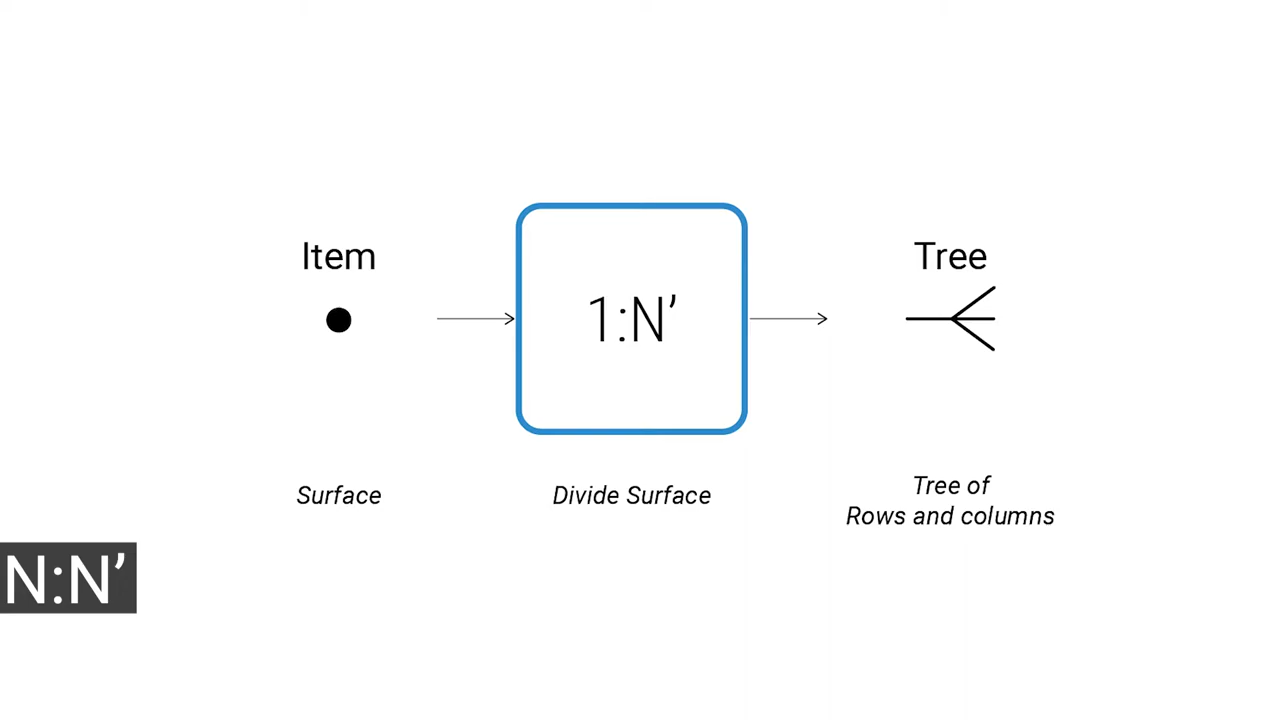 Item
Tree
1:N’
Surface
Divide Surface
Tree of
Rows and columns
N:N’